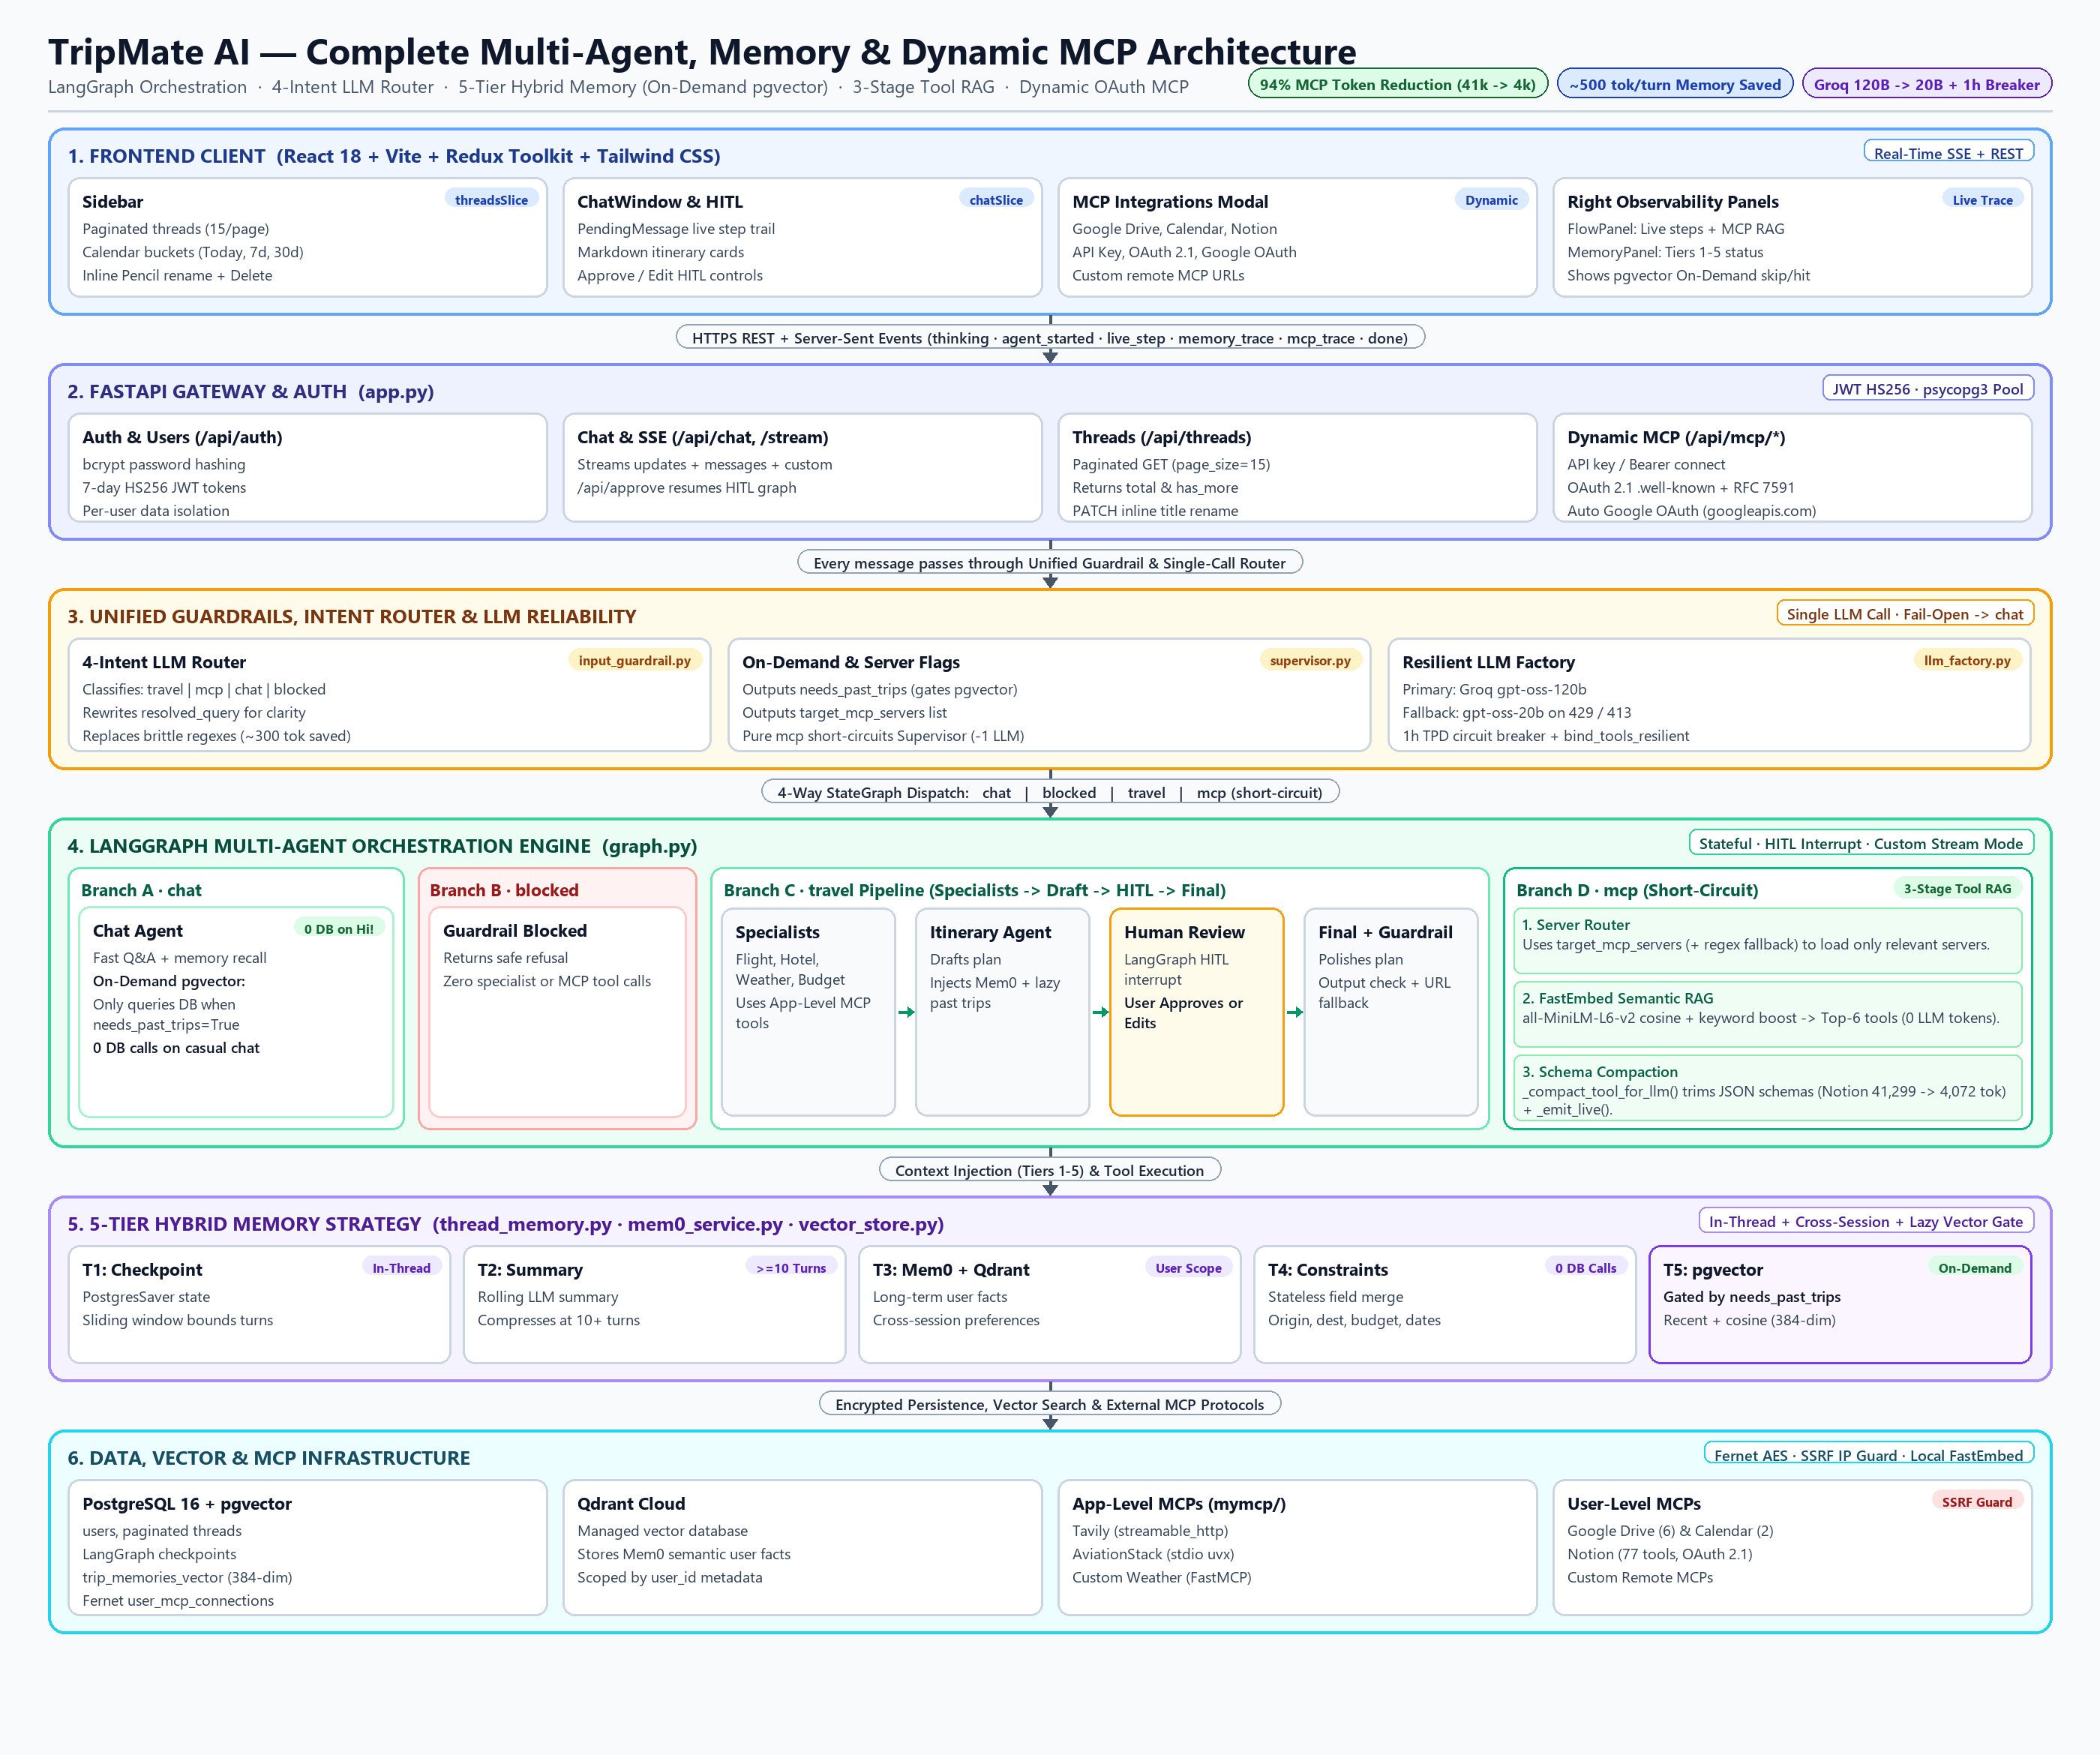 TripMate AI — Complete Multi-Agent, Memory & Dynamic MCP Architecture
LangGraph Orchestration · 4-Intent LLM Router · 5-Tier Hybrid Memory (On-Demand pgvector) · 3-Stage Tool RAG · Dynamic OAuth MCP
94% MCP Token Reduction (41k -> 4k)
~500 tok/turn Memory Saved
Groq 120B -> 20B + 1h Breaker
1. FRONTEND CLIENT (React 18 + Vite + Redux Toolkit + Tailwind CSS)
Real-Time SSE + REST
Sidebar
threadsSlice
Paginated threads (15/page)
Calendar buckets (Today, 7d, 30d)
Inline Pencil rename + Delete
ChatWindow & HITL
chatSlice
PendingMessage live step trail
Markdown itinerary cards
Approve / Edit HITL controls
MCP Integrations Modal
Dynamic
Google Drive, Calendar, Notion
API Key, OAuth 2.1, Google OAuth
Custom remote MCP URLs
Right Observability Panels
Live Trace
FlowPanel: Live steps + MCP RAG
MemoryPanel: Tiers 1-5 status
Shows pgvector On-Demand skip/hit
HTTPS REST + Server-Sent Events (thinking · agent_started · live_step · memory_trace · mcp_trace · done)
2. FASTAPI GATEWAY & AUTH (app.py)
JWT HS256 · psycopg3 Pool
Auth & Users (/api/auth)
bcrypt password hashing
7-day HS256 JWT tokens
Per-user data isolation
Chat & SSE (/api/chat, /stream)
Streams updates + messages + custom
/api/approve resumes HITL graph
Threads (/api/threads)
Paginated GET (page_size=15)
Returns total & has_more
PATCH inline title rename
Dynamic MCP (/api/mcp/*)
API key / Bearer connect
OAuth 2.1 .well-known + RFC 7591
Auto Google OAuth (googleapis.com)
Every message passes through Unified Guardrail & Single-Call Router
3. UNIFIED GUARDRAILS, INTENT ROUTER & LLM RELIABILITY
Single LLM Call · Fail-Open -> chat
4-Intent LLM Router
input_guardrail.py
Classifies: travel | mcp | chat | blocked
Rewrites resolved_query for clarity
Replaces brittle regexes (~300 tok saved)
On-Demand & Server Flags
supervisor.py
Outputs needs_past_trips (gates pgvector)
Outputs target_mcp_servers list
Pure mcp short-circuits Supervisor (-1 LLM)
Resilient LLM Factory
llm_factory.py
Primary: Groq gpt-oss-120b
Fallback: gpt-oss-20b on 429 / 413
1h TPD circuit breaker + bind_tools_resilient
4-Way StateGraph Dispatch: chat | blocked | travel | mcp (short-circuit)
4. LANGGRAPH MULTI-AGENT ORCHESTRATION ENGINE (graph.py)
Stateful · HITL Interrupt · Custom Stream Mode
Branch A · chat
Chat Agent
0 DB on Hi!
Fast Q&A + memory recall
On-Demand pgvector:
Only queries DB when
needs_past_trips=True
0 DB calls on casual chat
Branch B · blocked
Guardrail Blocked
Returns safe refusal
Zero specialist or MCP tool calls
Branch C · travel Pipeline (Specialists -> Draft -> HITL -> Final)
Specialists
Flight, Hotel,
Weather, Budget
Uses App-Level MCP
tools
Itinerary Agent
Drafts plan
Injects Mem0 + lazy
past trips
Human Review
LangGraph HITL
interrupt
User Approves or
Edits
Final + Guardrail
Polishes plan
Output check + URL
fallback
Branch D · mcp (Short-Circuit)
3-Stage Tool RAG
1. Server Router
Uses target_mcp_servers (+ regex fallback) to load only relevant servers.
2. FastEmbed Semantic RAG
all-MiniLM-L6-v2 cosine + keyword boost -> Top-6 tools (0 LLM tokens).
3. Schema Compaction
_compact_tool_for_llm() trims JSON schemas (Notion 41,299 -> 4,072 tok)
+ _emit_live().
Context Injection (Tiers 1-5) & Tool Execution
5. 5-TIER HYBRID MEMORY STRATEGY (thread_memory.py · mem0_service.py · vector_store.py)
In-Thread + Cross-Session + Lazy Vector Gate
T1: Checkpoint
In-Thread
PostgresSaver state
Sliding window bounds turns
T2: Summary
>=10 Turns
Rolling LLM summary
Compresses at 10+ turns
T3: Mem0 + Qdrant
User Scope
Long-term user facts
Cross-session preferences
T4: Constraints
0 DB Calls
Stateless field merge
Origin, dest, budget, dates
T5: pgvector
On-Demand
Gated by needs_past_trips
Recent + cosine (384-dim)
Encrypted Persistence, Vector Search & External MCP Protocols
6. DATA, VECTOR & MCP INFRASTRUCTURE
Fernet AES · SSRF IP Guard · Local FastEmbed
PostgreSQL 16 + pgvector
users, paginated threads
LangGraph checkpoints
trip_memories_vector (384-dim)
Fernet user_mcp_connections
Qdrant Cloud
Managed vector database
Stores Mem0 semantic user facts
Scoped by user_id metadata
App-Level MCPs (mymcp/)
Tavily (streamable_http)
AviationStack (stdio uvx)
Custom Weather (FastMCP)
User-Level MCPs
SSRF Guard
Google Drive (6) & Calendar (2)
Notion (77 tools, OAuth 2.1)
Custom Remote MCPs